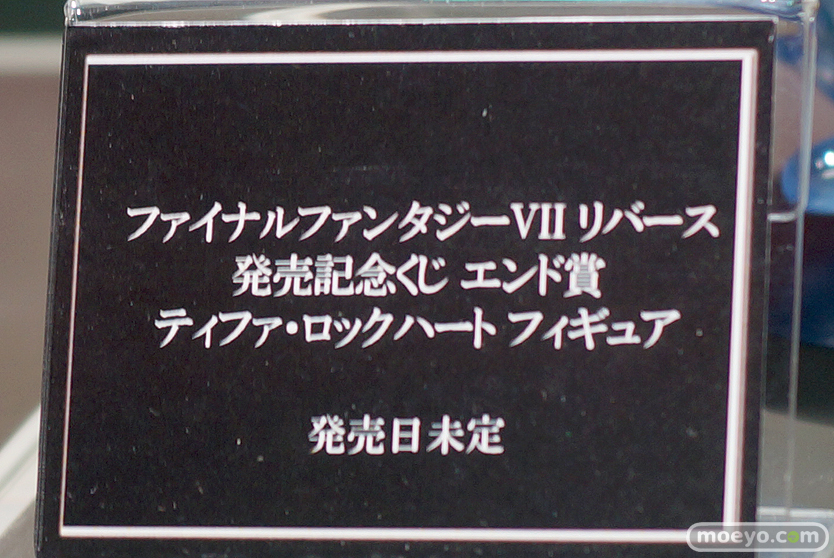 ファイナルファンタジーVII リバース
発売記念くじ エンド賞
ティファ・ロックハート フィギュア
発売日未定
moeyo.com